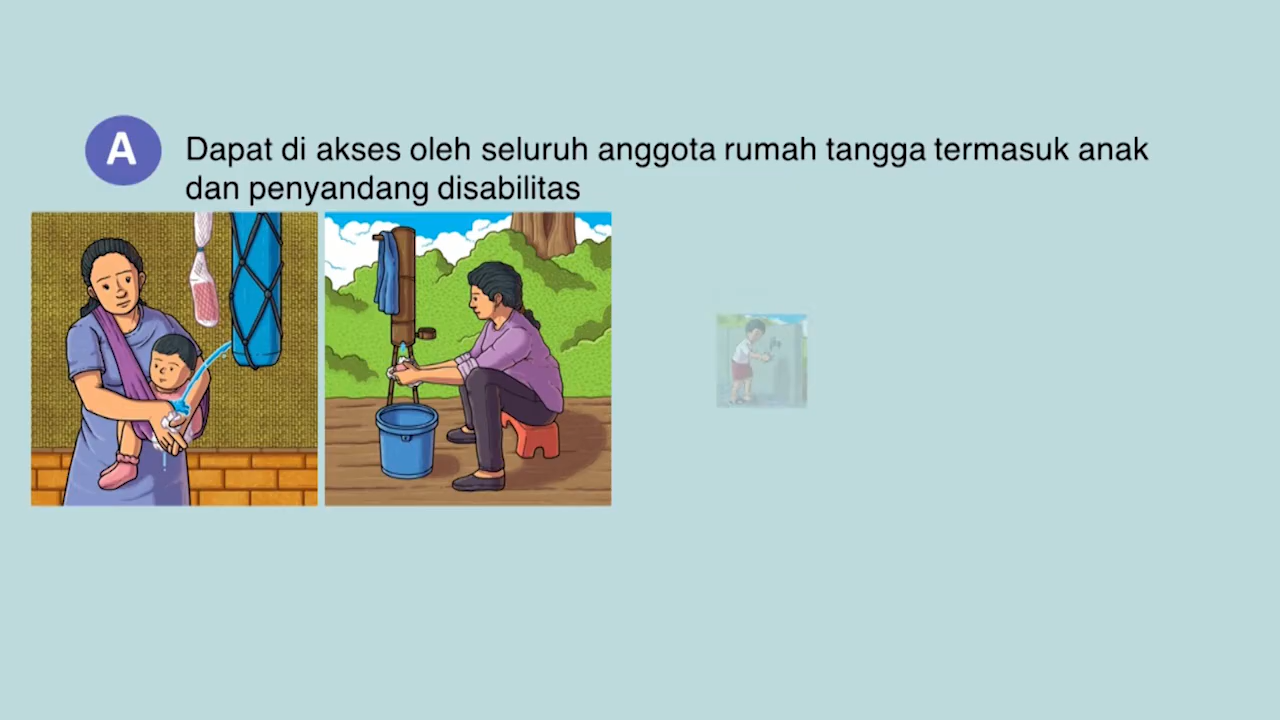 A
Dapat di akses oleh seluruh anggota rumah tangga termasuk anak
dan penyandang disabilitas